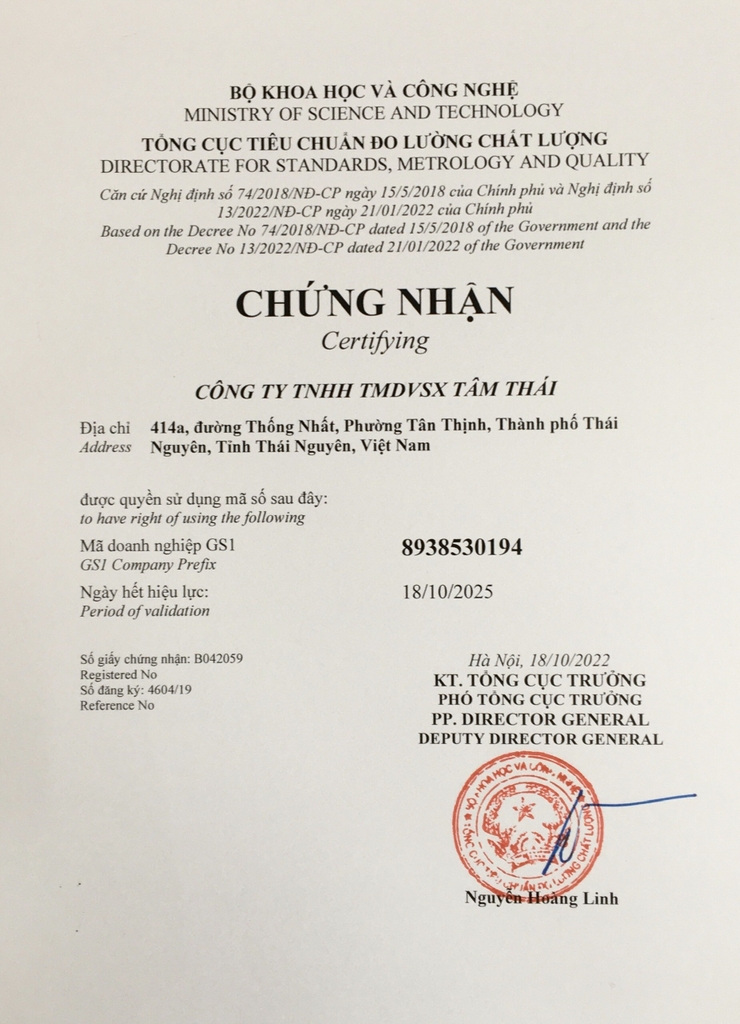 BỘ KHOA HỌC VÀ CÔNG NGHỆ
MINISTRY OF SCIENCE AND TECHNOLOGY
TỔNG CỤC TIÊU CHUẨN ĐO LƯỜNG CHẤT LƯỢNG
DIRECTORATE FOR STANDARDS, METROLOGY AND QUALITY
Căn cứ Nghị định số 74/2018/NĐ-CP ngày 15/5/2018 của Chính phủ và Nghị định số
13/2022/NĐ-CP ngày 21/01/2022 của Chính phủ
Based on the Decree No 74/2018/NĐ-CP dated 15/5/2018 of the Government and the
Decree No 13/2022/NĐ-CP dated 21/01/2022 of the Government
CHỨNG NHẬN
Certifying
CÔNG TY TNHH TMDVSX TÂM THÁI
Địa chỉ 414a, đường Thống Nhất, Phường Tân Thịnh, Thành phố Thái
Address Nguyên, Tỉnh Thái Nguyên, Việt Nam
được quyền sử dụng mã số sau đây:
to have right of using the following
Mã doanh nghiệp GS1 8938530194
GS1 Company Prefix
Ngày hết hiệu lực: 18/10/2025
Period of validation
Số giấy chứng nhận: B042059
Registered No
Số đăng ký: 4604/19
Reference No
Hà Nội, 18/10/2022
KT. TỔNG CỤC TRƯỞNG
PHÓ TỔNG CỤC TRƯỞNG
PP. DIRECTOR GENERAL
DEPUTY DIRECTOR GENERAL
Nguyễn Hoàng Linh